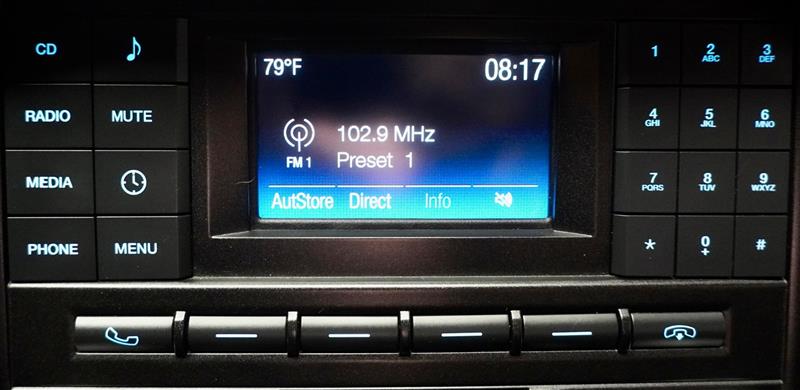 CD
RADIO MUTE
MEDIA
PHONE MENU
79°F 08:17
102.9 MHz
FM 1 Preset 1
AutStore Direct Info
1 2 3
ABC DEF
4 5 6
GHI JKL MNO
7 8 9
PQRS TUV WXYZ
* 0 #
+